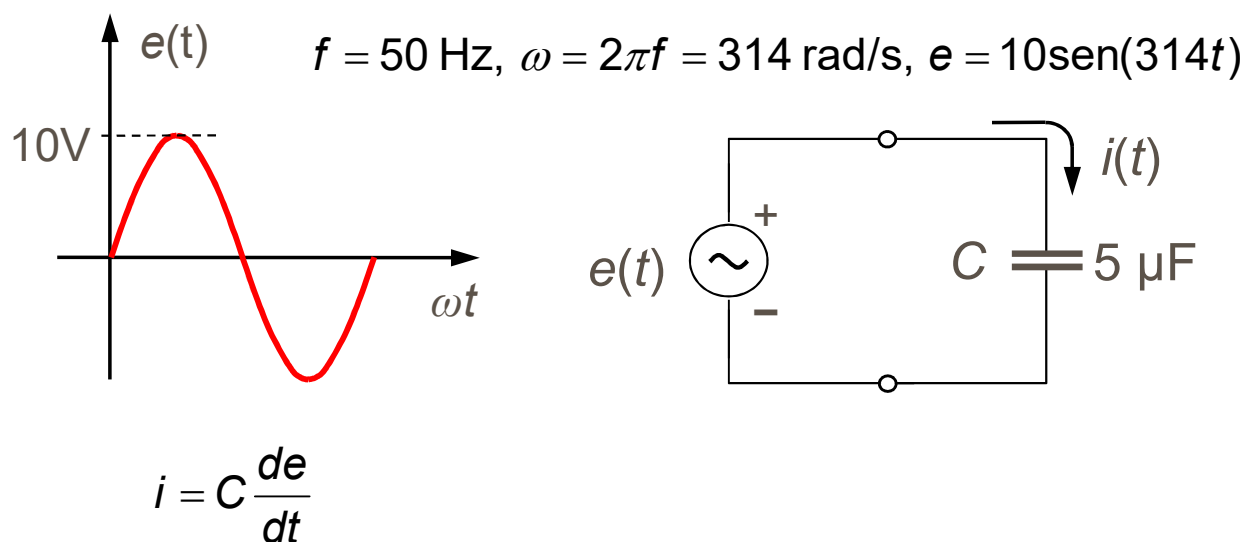 e(t)
f = 50 Hz, ω = 2πf = 314 rad/s, e = 10sen(314t)
10V
ωt
i(t)
+
e(t)
−
C
5 µF
i = C de/dt